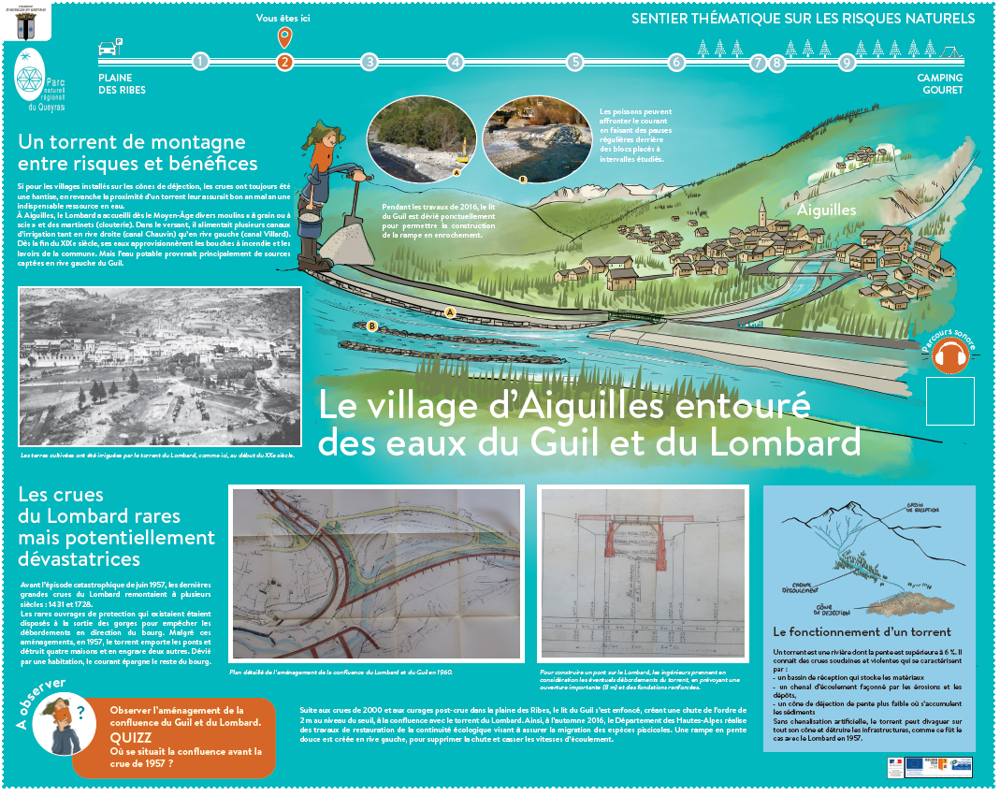 Vous êtes ici
SENTIER THÉMATIQUE SUR LES RISQUES NATURELS
P
1
2
3
4
5
6
7
8
9
PLAINE
DES RIBES
CAMPING
GOURET
Parc
naturel
régional
du Queyras
Un torrent de montagne
entre risques et bénéfices
Si pour les villages installés sur les cônes de déjection, les crues ont toujours été
une hantise, en revanche la proximité d'un torrent leur assurait bon an mal an une
indispensable ressource en eau.
À Aiguilles, le Lombard a accueilli dès le Moyen-Âge divers moulins « à grain ou à
scie » et des martinets (clouterie). Dans le versant, il alimentait plusieurs canaux
d'irrigation tant en rive droite (canal Chauvin) qu'en rive gauche (canal Villard).
Dès la fin du XIXe siècle, ses eaux approvisionnèrent les bouches à incendie et les
lavoirs de la commune. Mais l'eau potable provenait principalement de sources
captées en rive gauche du Guil.
A
B
Les poissons peuvent
affronter le courant
en faisant des pauses
régulières derrière
des blocs placés à
intervalles étudiés.
Pendant les travaux de 2016, le lit
du Guil est dévié ponctuellement
pour permettre la construction
de la rampe en enrochement.
Aiguilles
A
B
Le Guil
Parcours sonore
Les terres cultivées ont été irriguées par le torrent du Lombard, comme ici, au début du XXe siècle.
Le village d'Aiguilles entouré
des eaux du Guil et du Lombard
Les crues
du Lombard rares
mais potentiellement
dévastatrices
Avant l'épisode catastrophique de juin 1957, les dernières
grandes crues du Lombard remontaient à plusieurs
siècles : 1431 et 1728.
Les rares ouvrages de protection qui existaient étaient
disposés à la sortie des gorges pour empêcher les
débordements en direction du bourg. Malgré ces
aménagements, en 1957, le torrent emporte les ponts et
détruit quatre maisons et en engrave deux autres. Dévié
par une habitation, le courant épargne le reste du bourg.
Plan détaillé de l'aménagement de la confluence du Lombard et du Guil en 1960.
Pour construire un pont sur le Lombard, les ingénieurs prennent en
considération les éventuels débordements du torrent, en prévoyant une
ouverture importante (8 m) et des fondations renforcées.
BASSIN
DE RÉCEPTION
CHENAL
D'ÉCOULEMENT
CÔNE
DE DÉJECTION
Le fonctionnement d'un torrent
Un torrent est une rivière dont la pente est supérieure à 6 %. Il
connait des crues soudaines et violentes qui se caractérisent
par :
- un bassin de réception qui stocke les matériaux
- un chenal d'écoulement façonné par les érosions et les
dépôts,
- un cône de déjection de pente plus faible où s'accumulent
les sédiments
Sans chenalisation artificielle, le torrent peut divaguer sur
tout son cône et détruire les infrastructures, comme ce fût le
cas avec le Lombard en 1957.
A observer
?
Observer l'aménagement de la
confluence du Guil et du Lombard.
QUIZZ
Où se situait la confluence avant la
crue de 1957 ?
Suite aux crues de 2000 et aux curages post-crue dans la plaine des Ribes, le lit du Guil s'est enfoncé, créant une chute de l'ordre de
2 m au niveau du seuil, à la confluence avec le torrent du Lombard. Ainsi, à l'automne 2016, le Département des Hautes-Alpes réalise
des travaux de restauration de la continuité écologique visant à assurer la migration des espèces piscicoles. Une rampe en pente
douce est créée en rive gauche, pour supprimer la chute et casser les vitesses d'écoulement.